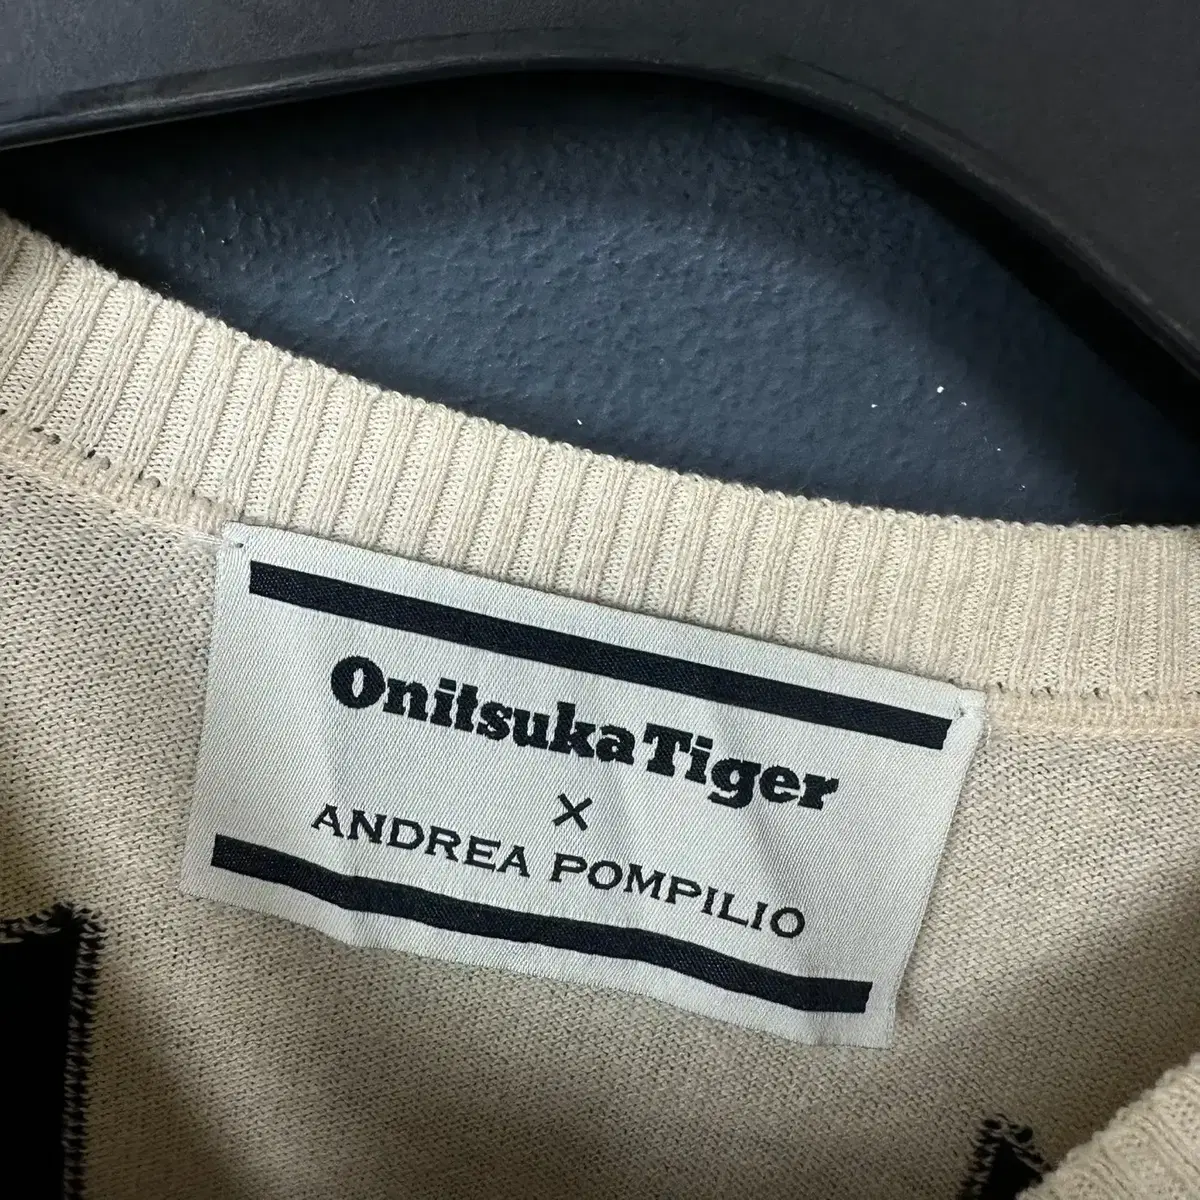 Onitsuka Tiger
×
ANDREA POMPILIO